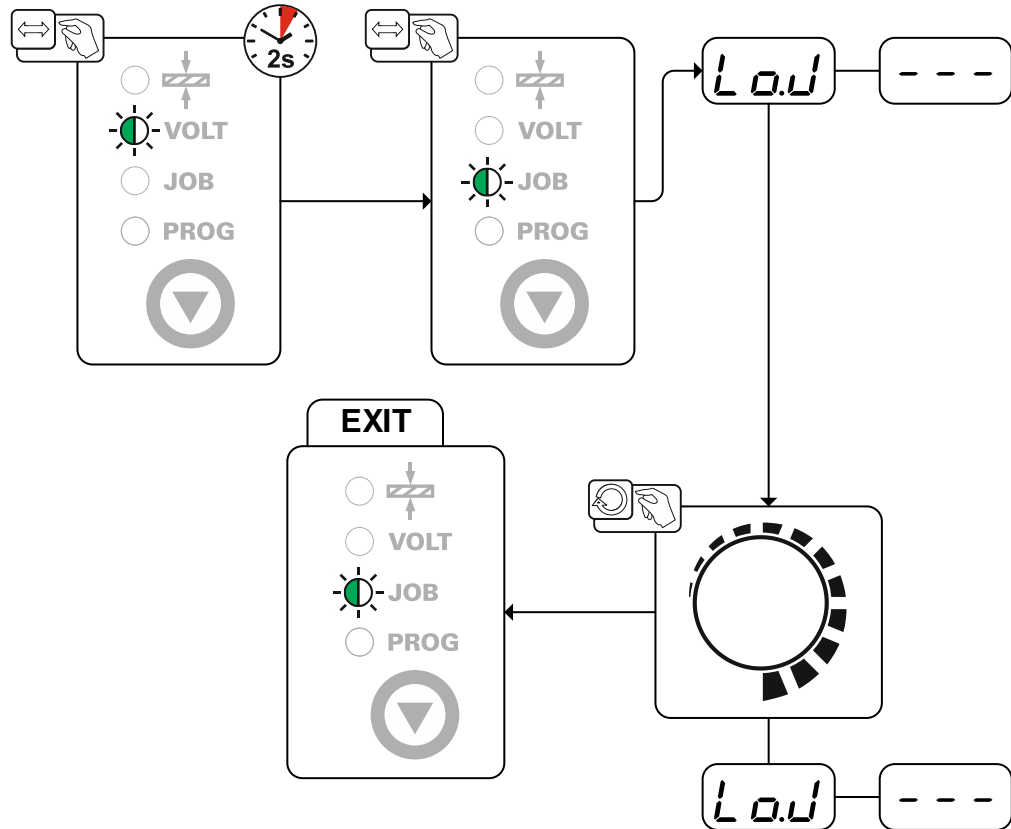 2s
VOLT
JOB
PROG
VOLT
JOB
PROG
Lo.J
- - -
EXIT
VOLT
JOB
PROG
Lo.J
- - -